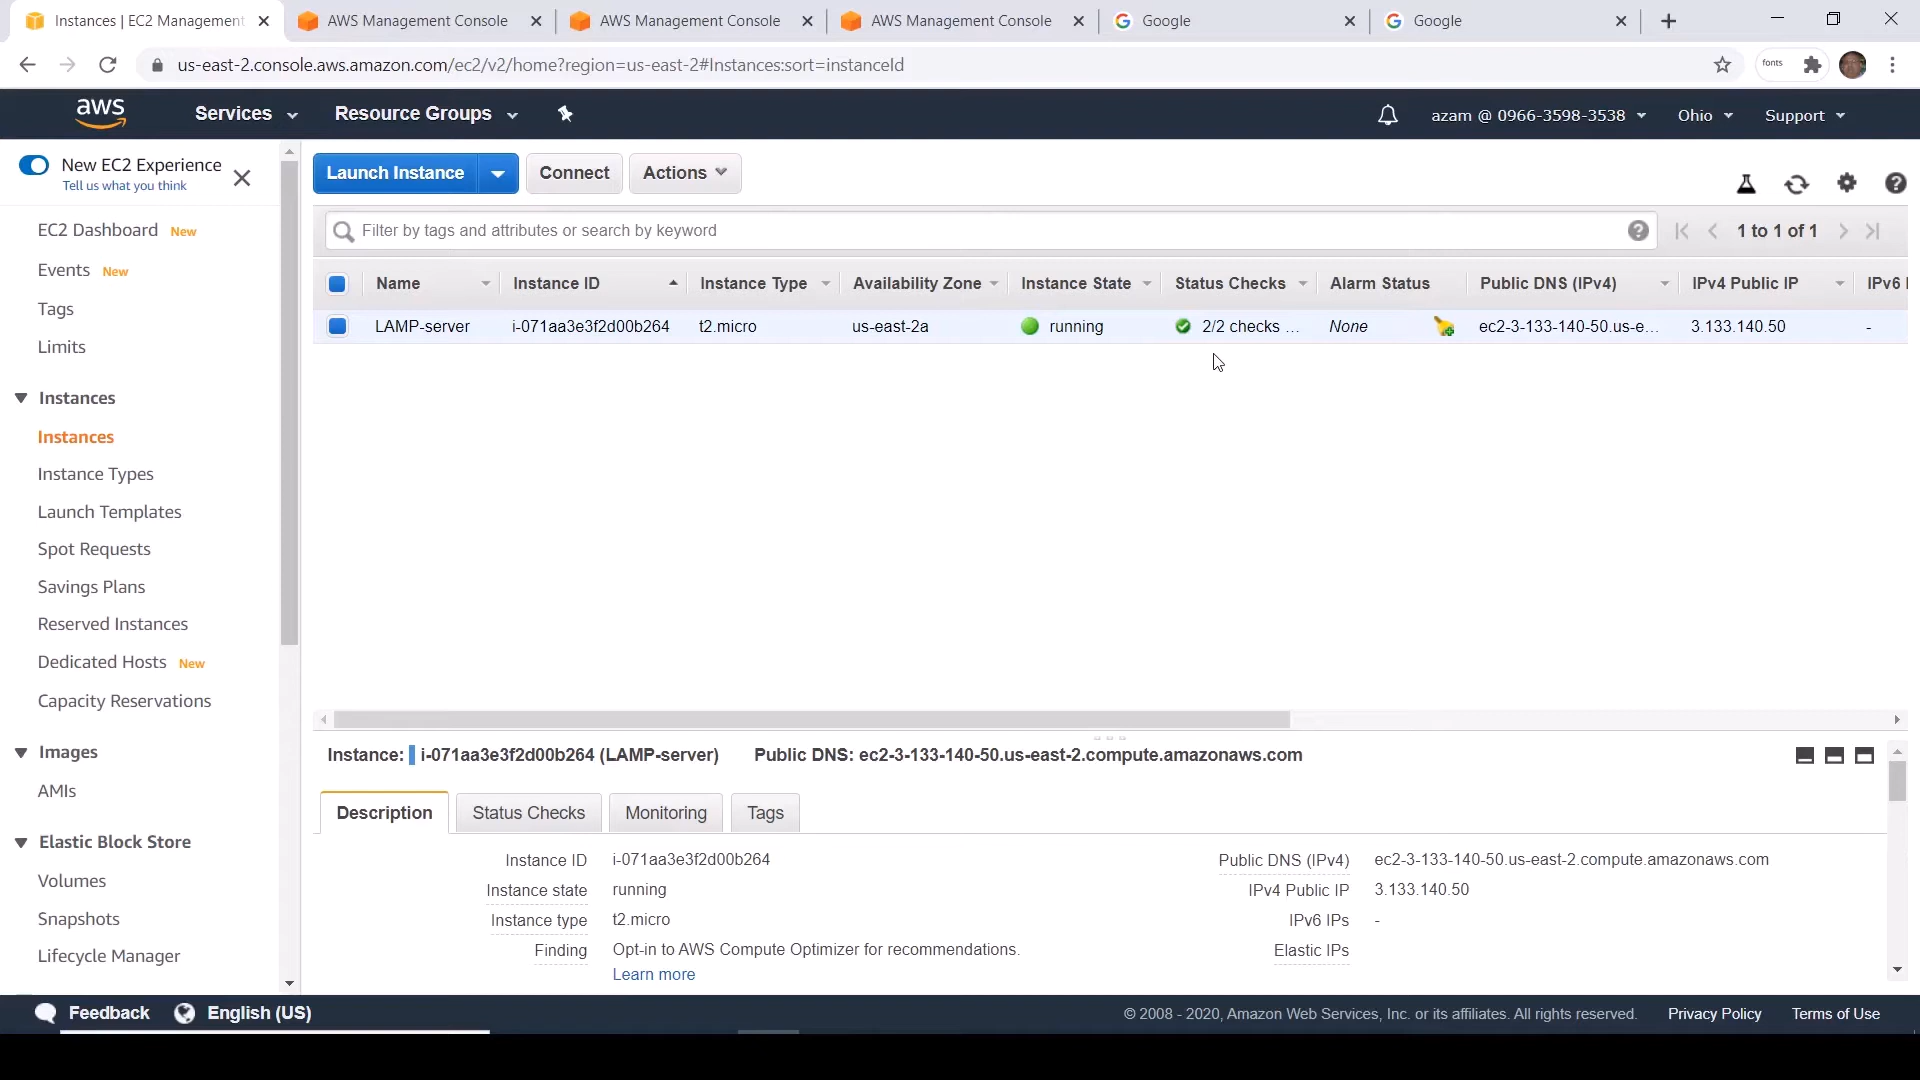 Instances | EC2 Management
AWS Management Console
AWS Management Console
AWS Management Console
Google
Google
us-east-2.console.aws.amazon.com/ec2/v2/home?region=us-east-2#Instances:sort=instanceId
fonts
aws
Services
Resource Groups
azam @ 0966-3598-3538
Ohio
Support
New EC2 Experience
Tell us what you think
EC2 Dashboard New
Events New
Tags
Limits
Instances
Instances
Instance Types
Launch Templates
Spot Requests
Savings Plans
Reserved Instances
Dedicated Hosts New
Capacity Reservations
Images
AMIs
Elastic Block Store
Volumes
Snapshots
Lifecycle Manager
Launch Instance
Connect
Actions
Filter by tags and attributes or search by keyword
1 to 1 of 1
Name Instance ID Instance Type Availability Zone Instance State Status Checks Alarm Status Public DNS (IPv4) IPv4 Public IP IPv6 I
LAMP-server i-071aa3e3f2d00b264 t2.micro us-east-2a running 2/2 checks ... None ec2-3-133-140-50.us-e... 3.133.140.50 -
Instance: i-071aa3e3f2d00b264 (LAMP-server) Public DNS: ec2-3-133-140-50.us-east-2.compute.amazonaws.com
Description Status Checks Monitoring Tags
Instance ID i-071aa3e3f2d00b264
Instance state running
Instance type t2.micro
Finding Opt-in to AWS Compute Optimizer for recommendations.
Learn more
Public DNS (IPv4) ec2-3-133-140-50.us-east-2.compute.amazonaws.com
IPv4 Public IP 3.133.140.50
IPv6 IPs -
Elastic IPs
Feedback
English (US)
© 2008 - 2020, Amazon Web Services, Inc. or its affiliates. All rights reserved.
Privacy Policy
Terms of Use